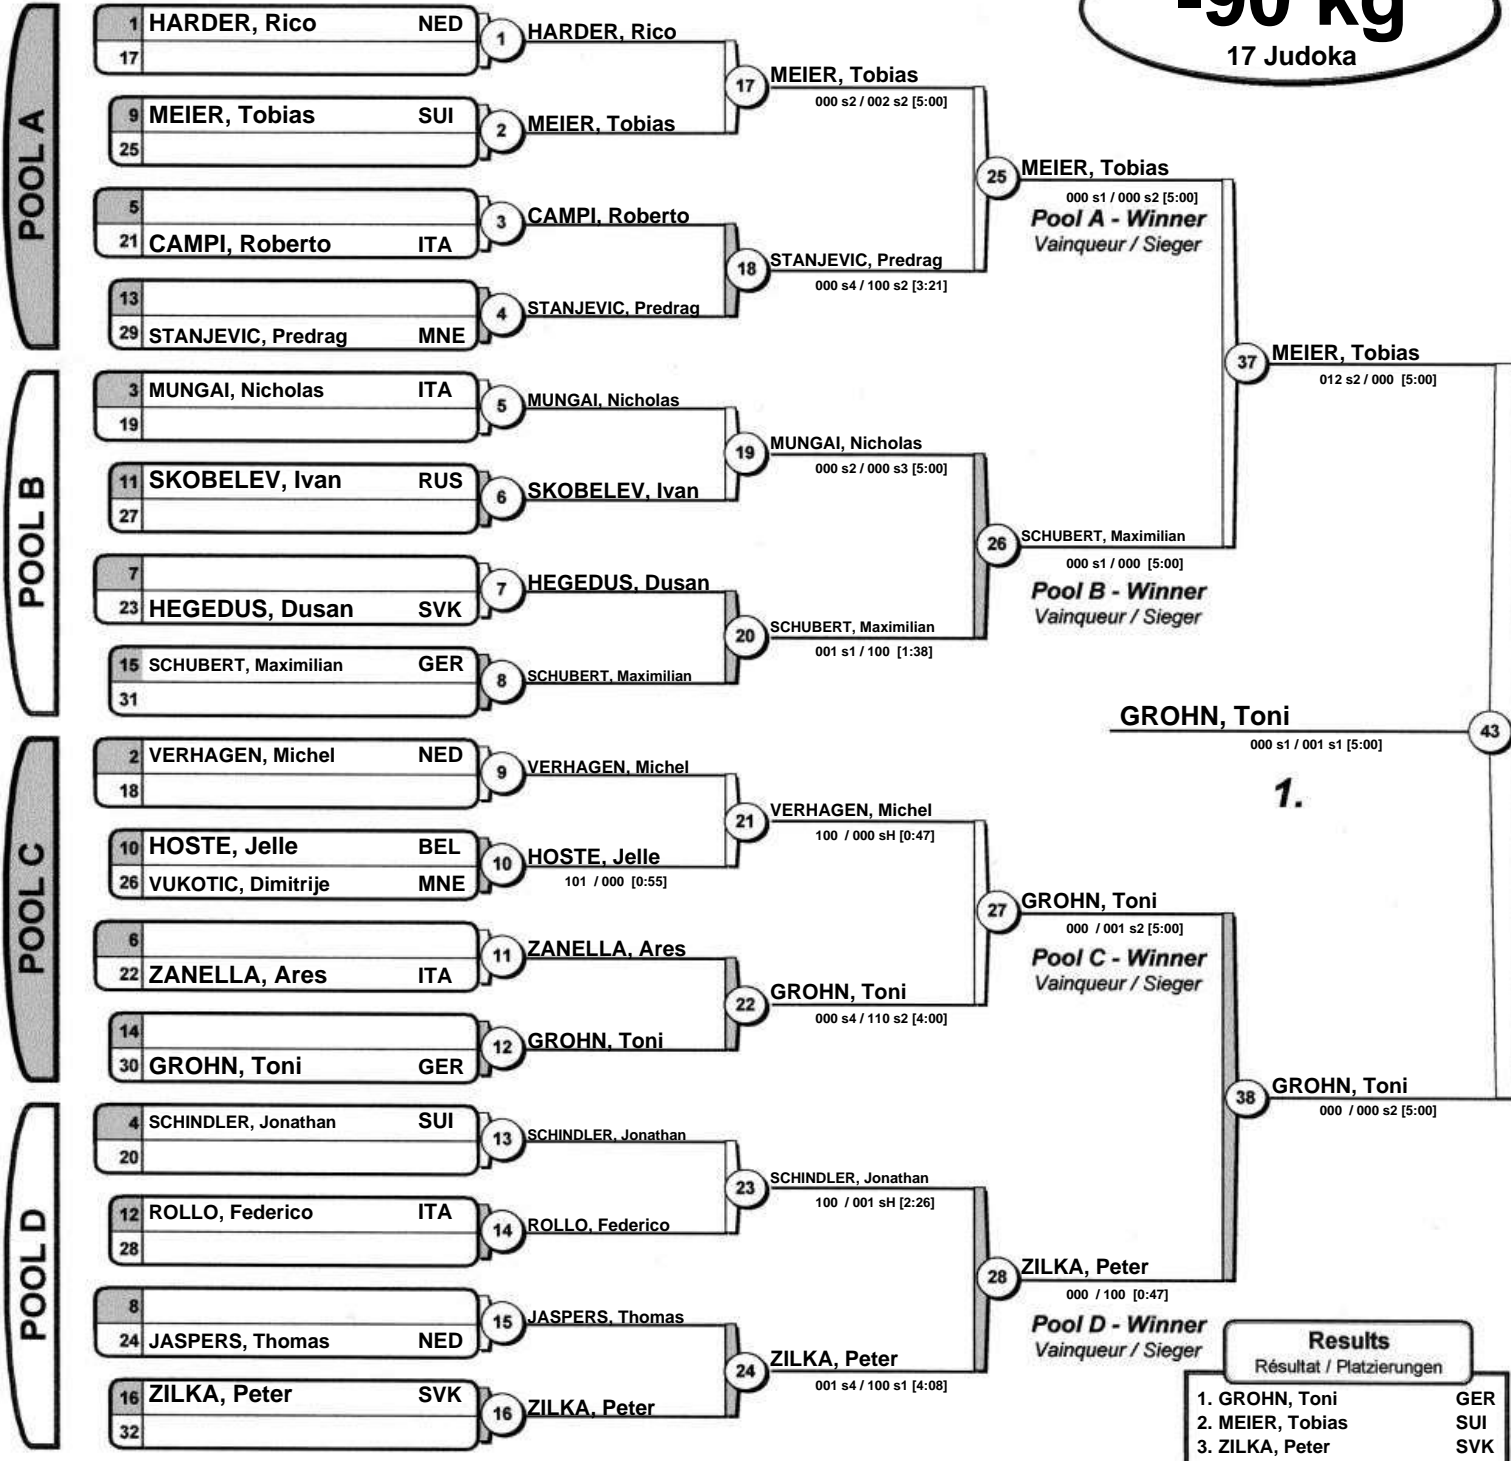 -90 kg
17 Judoka
POOL A
1 HARDER, Rico NED
17
1 HARDER, Rico
9 MEIER, Tobias SUI
25
2 MEIER, Tobias
17 MEIER, Tobias
000 s2 / 002 s2 [5:00]
5
21 CAMPI, Roberto ITA
3 CAMPI, Roberto
13
29 STANJEVIC, Predrag MNE
4 STANJEVIC, Predrag
18 STANJEVIC, Predrag
000 s4 / 100 s2 [3:21]
25 MEIER, Tobias
000 s1 / 000 s2 [5:00]
Pool A - Winner
Vainqueur / Sieger
POOL B
3 MUNGAI, Nicholas ITA
19
5 MUNGAI, Nicholas
11 SKOBELEV, Ivan RUS
27
6 SKOBELEV, Ivan
19 MUNGAI, Nicholas
000 s2 / 000 s3 [5:00]
7
23 HEGEDUS, Dusan SVK
7 HEGEDUS, Dusan
15 SCHUBERT, Maximilian GER
31
8 SCHUBERT, Maximilian
20 SCHUBERT, Maximilian
001 s1 / 100 [1:38]
26 SCHUBERT, Maximilian
000 s1 / 000 [5:00]
Pool B - Winner
Vainqueur / Sieger
37 MEIER, Tobias
012 s2 / 000 [5:00]
GROHN, Toni 43
000 s1 / 001 s1 [5:00]
1.
POOL C
2 VERHAGEN, Michel NED
18
9 VERHAGEN, Michel
10 HOSTE, Jelle BEL
26 VUKOTIC, Dimitrije MNE
10 HOSTE, Jelle
101 / 000 [0:55]
21 VERHAGEN, Michel
100 / 000 sH [0:47]
6
22 ZANELLA, Ares ITA
11 ZANELLA, Ares
14
30 GROHN, Toni GER
12 GROHN, Toni
22 GROHN, Toni
000 s4 / 110 s2 [4:00]
27 GROHN, Toni
000 / 001 s2 [5:00]
Pool C - Winner
Vainqueur / Sieger
POOL D
4 SCHINDLER, Jonathan SUI
20
13 SCHINDLER, Jonathan
12 ROLLO, Federico ITA
28
14 ROLLO, Federico
23 SCHINDLER, Jonathan
100 / 001 sH [2:26]
8
24 JASPERS, Thomas NED
15 JASPERS, Thomas
16 ZILKA, Peter SVK
32
16 ZILKA, Peter
24 ZILKA, Peter
001 s4 / 100 s1 [4:08]
28 ZILKA, Peter
000 / 100 [0:47]
Pool D - Winner
Vainqueur / Sieger
38 GROHN, Toni
000 / 000 s2 [5:00]
Results
Résultat / Platzierungen
1. GROHN, Toni GER
2. MEIER, Tobias SUI
3. ZILKA, Peter SVK